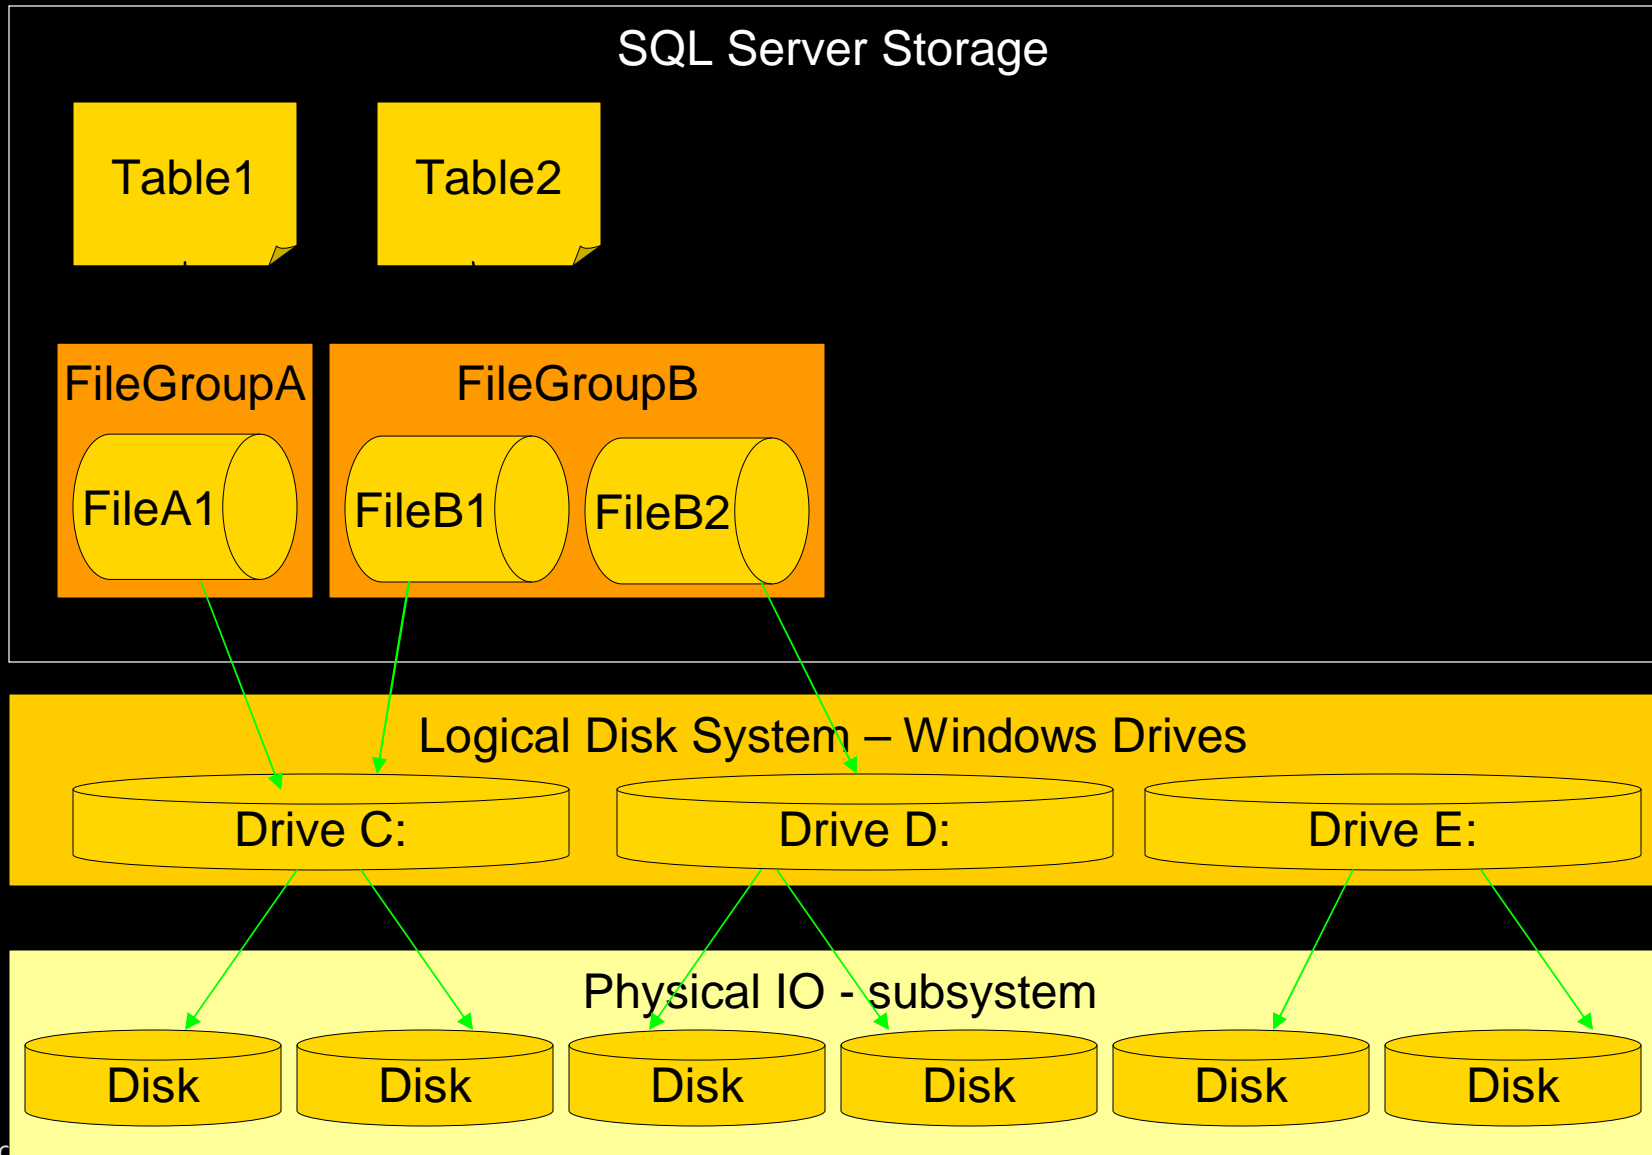 SQL Server Storage
Table1 Table2
FileGroupA FileGroupB
FileA1 FileB1 FileB2
Logical Disk System – Windows Drives
Drive C: Drive D: Drive E:
Physical IO - subsystem
Disk Disk Disk Disk Disk Disk